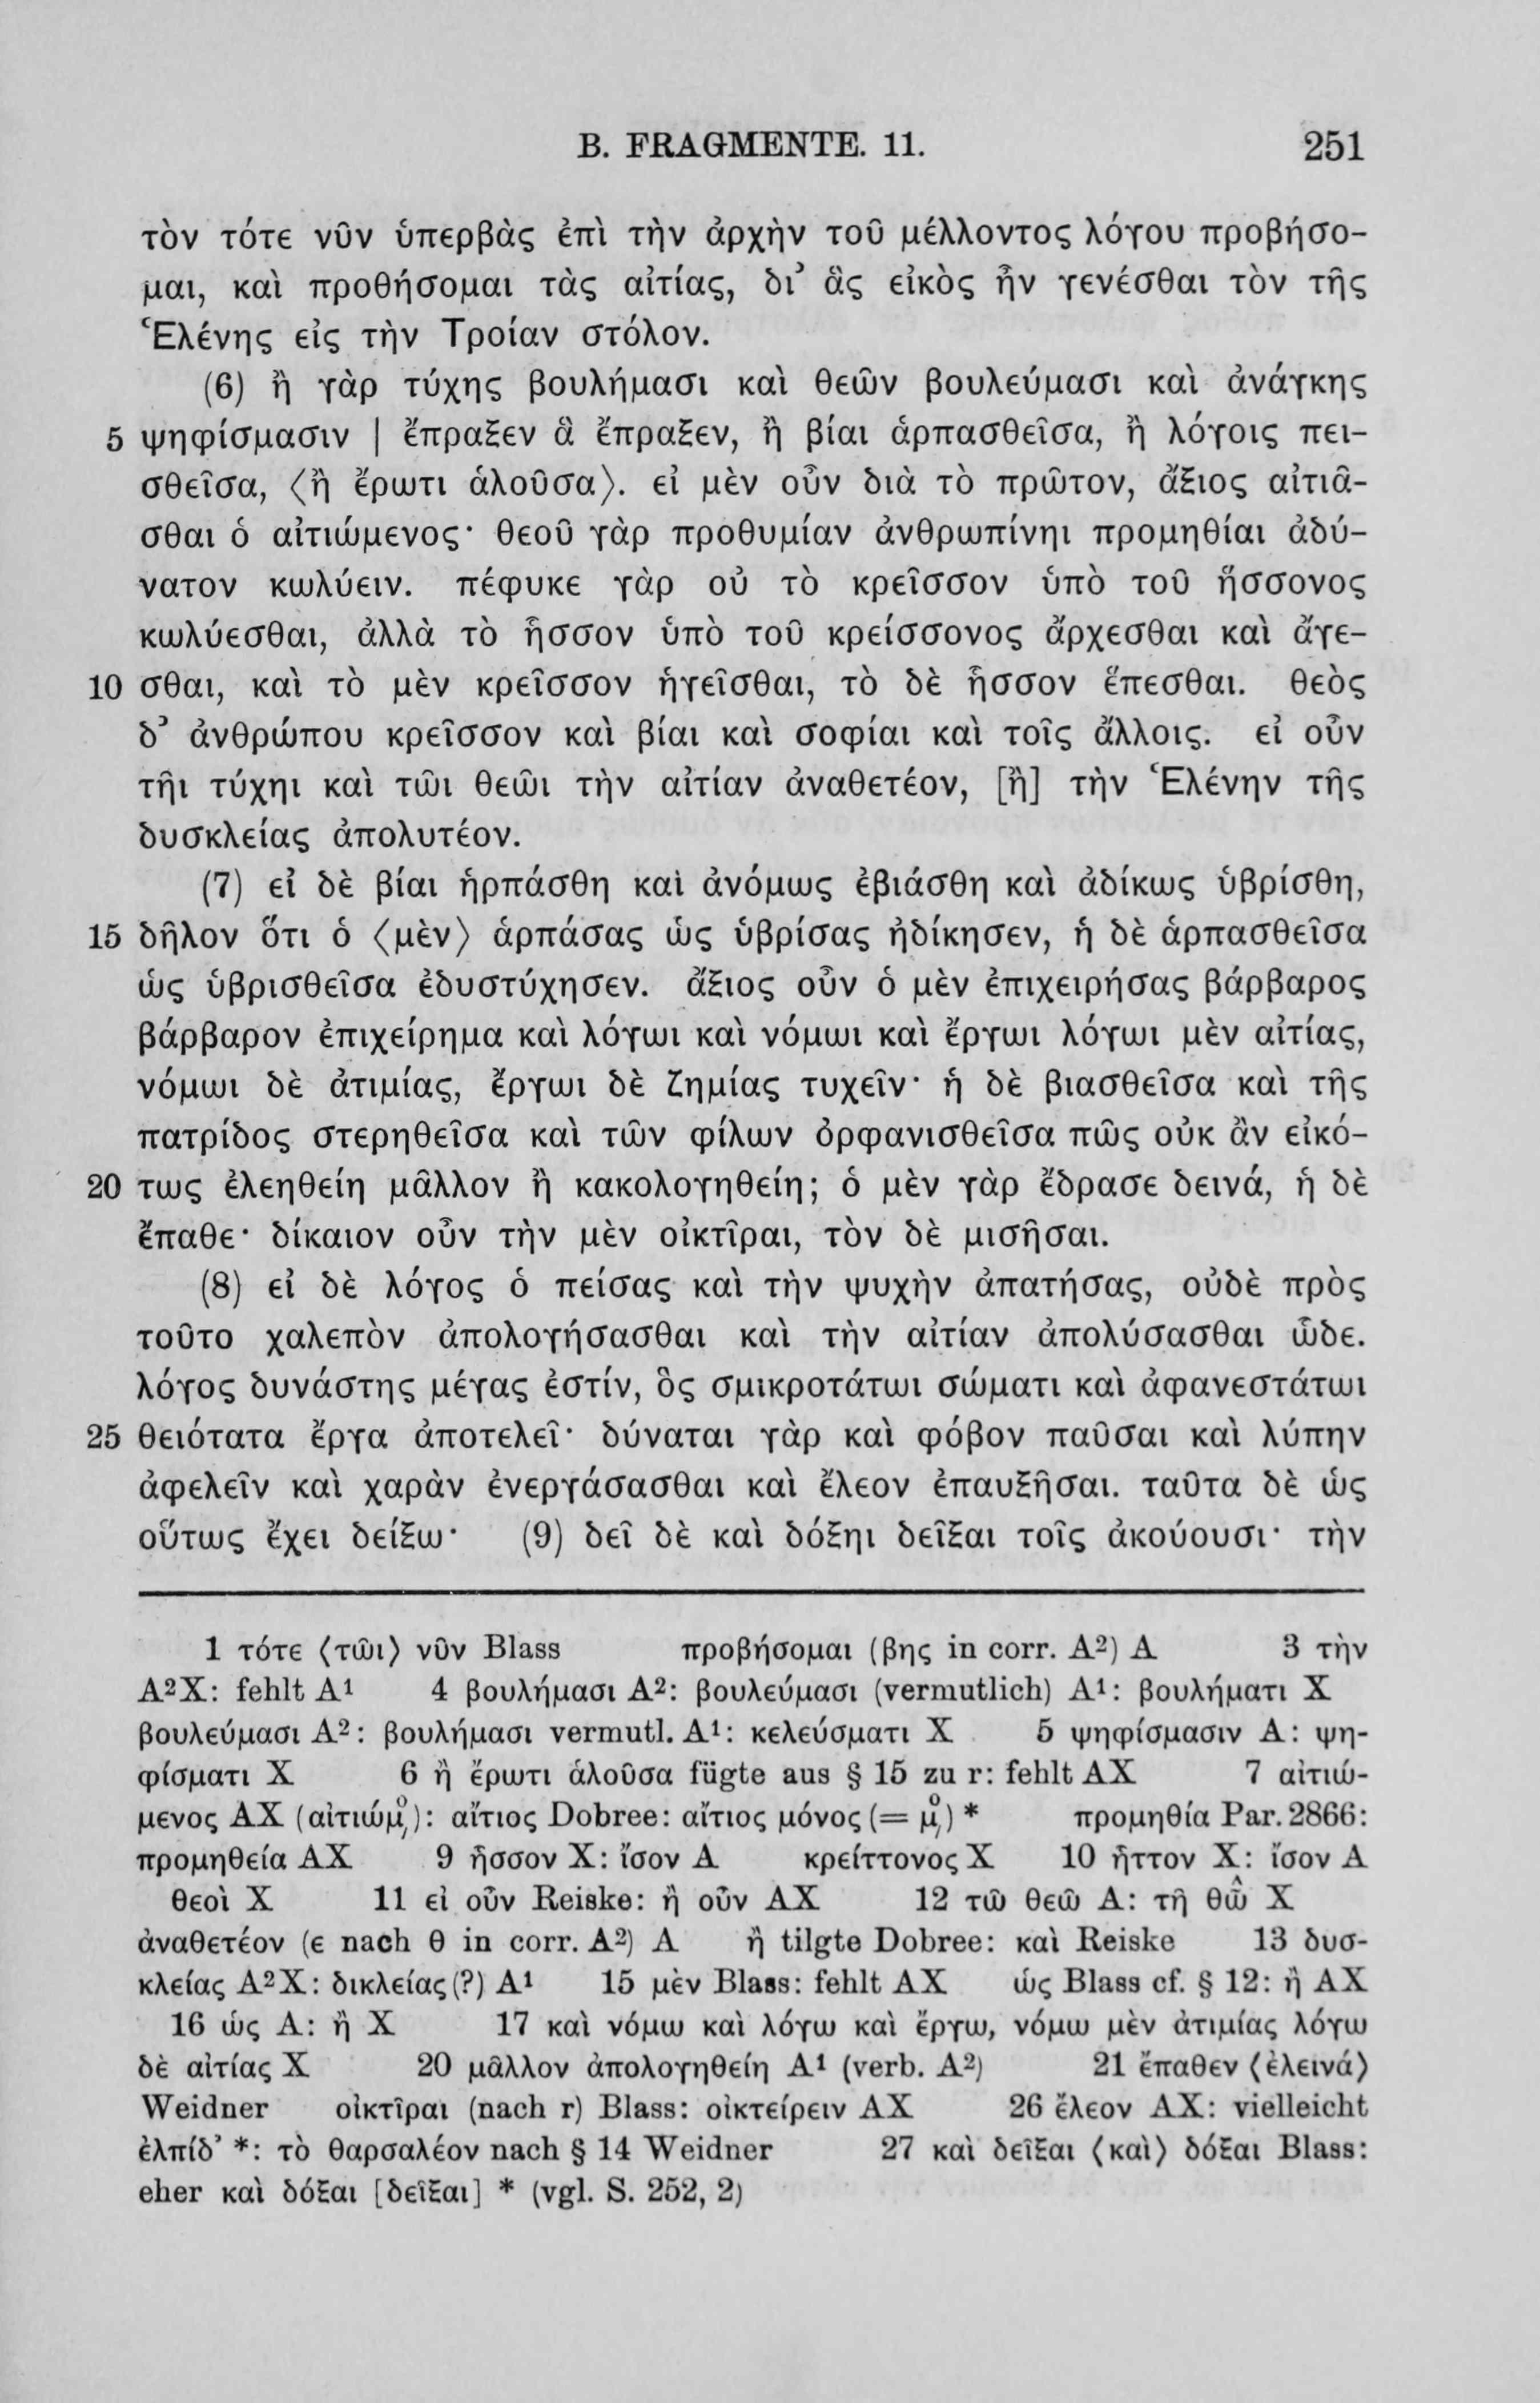 B. FRAGMENTE. 11. 251
τὸν τότε νῦν ὑπερβὰς ἐπὶ τὴν ἀρχὴν τοῦ μέλλοντος λόγου προβήσο-
μαι, καὶ προθήσομαι τὰς αἰτίας, δι’ ἃς εἰκὸς ἦν γενέσθαι τὸν τῆς
Ἑλένης εἰς τὴν Τροίαν στόλον.
(6) ἢ γὰρ τύχης βουλήμασι καὶ θεῶν βουλεύμασι καὶ ἀνάγκης
5 ψηφίσμασιν | ἔπραξεν ἃ ἔπραξεν, ἢ βίαι ἁρπασθεῖσα, ἢ λόγοις πει-
σθεῖσα, ⟨ἢ ἔρωτι ἁλοῦσα⟩. εἰ μὲν οὖν διὰ τὸ πρῶτον, ἄξιος αἰτιᾶ-
σθαι ὁ αἰτιώμενος· θεοῦ γὰρ προθυμίαν ἀνθρωπίνηι προμηθίαι ἀδύ-
νατον κωλύειν. πέφυκε γὰρ οὐ τὸ κρεῖσσον ὑπὸ τοῦ ἥσσονος
κωλύεσθαι, ἀλλὰ τὸ ἧσσον ὑπὸ τοῦ κρείσσονος ἄρχεσθαι καὶ ἄγε-
10 σθαι, καὶ τὸ μὲν κρεῖσσον ἡγεῖσθαι, τὸ δὲ ἧσσον ἕπεσθαι. θεὸς
δ’ ἀνθρώπου κρεῖσσον καὶ βίαι καὶ σοφίαι καὶ τοῖς ἄλλοις. εἰ οὖν
τῆι τύχηι καὶ τῶι θεῶι τὴν αἰτίαν ἀναθετέον, [ἢ] τὴν Ἑλένην τῆς
δυσκλείας ἀπολυτέον.
(7) εἰ δὲ βίαι ἡρπάσθη καὶ ἀνόμως ἐβιάσθη καὶ ἀδίκως ὑβρίσθη,
15 δῆλον ὅτι ὁ ⟨μὲν⟩ ἁρπάσας ὡς ὑβρίσας ἠδίκησεν, ἡ δὲ ἁρπασθεῖσα
ὡς ὑβρισθεῖσα ἐδυστύχησεν. ἄξιος οὖν ὁ μὲν ἐπιχειρήσας βάρβαρος
βάρβαρον ἐπιχείρημα καὶ λόγωι καὶ νόμωι καὶ ἔργωι λόγωι μὲν αἰτίας,
νόμωι δὲ ἀτιμίας, ἔργωι δὲ ζημίας τυχεῖν· ἡ δὲ βιασθεῖσα καὶ τῆς
πατρίδος στερηθεῖσα καὶ τῶν φίλων ὀρφανισθεῖσα πῶς οὐκ ἂν εἰκό-
20 τως ἐλεηθείη μᾶλλον ἢ κακολογηθείη; ὁ μὲν γὰρ ἔδρασε δεινά, ἡ δὲ
ἔπαθε· δίκαιον οὖν τὴν μὲν οἰκτῖραι, τὸν δὲ μισῆσαι.
(8) εἰ δὲ λόγος ὁ πείσας καὶ τὴν ψυχὴν ἀπατήσας, οὐδὲ πρὸς
τοῦτο χαλεπὸν ἀπολογήσασθαι καὶ τὴν αἰτίαν ἀπολύσασθαι ὧδε.
λόγος δυνάστης μέγας ἐστίν, ὃς σμικροτάτωι σώματι καὶ ἀφανεστάτωι
25 θειότατα ἔργα ἀποτελεῖ· δύναται γὰρ καὶ φόβον παῦσαι καὶ λύπην
ἀφελεῖν καὶ χαρὰν ἐνεργάσασθαι καὶ ἔλεον ἐπαυξῆσαι. ταῦτα δὲ ὡς
οὕτως ἔχει δείξω· (9) δεῖ δὲ καὶ δόξηι δεῖξαι τοῖς ἀκούουσι· τὴν
1 τότε ⟨τῶι⟩ νῦν Blass προβήσομαι (βης in corr. A²) A 3 τὴν
A²X: fehlt A¹ 4 βουλήμασι A²: βουλεύμασι (vermutlich) A¹: βουλήματι X
βουλεύμασι A²: βουλήμασι vermutl. A¹: κελεύσματι X 5 ψηφίσμασιν A: ψη-
φίσματι X 6 ἢ ἔρωτι ἁλοῦσα fügte aus § 15 zu r: fehlt AX 7 αἰτιώ-
μενος AX (αἰτιώμο̣): αἴτιος Dobree: αἴτιος μόνος (= μο̣) * προμηθία Par. 2866:
προμηθεία AX 9 ἧσσον X: ἴσον A κρείττονος X 10 ἧττον X: ἴσον A
θεοὶ X 11 εἰ οὖν Reiske: ἢ οὖν AX 12 τῶ θεῶ A: τῆ θῶ̂ X
ἀναθετέον (ε nach θ in corr. A²) A ἢ tilgte Dobree: καὶ Reiske 13 δυσ-
κλείας A²X: δικλείας (?) A¹ 15 μὲν Blass: fehlt AX ὡς Blass cf. § 12: ἢ AX
16 ὡς A: ἢ X 17 καὶ νόμω καὶ λόγω καὶ ἔργω, νόμω μὲν ἀτιμίας λόγω
δὲ αἰτίας X 20 μᾶλλον ἀπολογηθείη A¹ (verb. A²) 21 ἔπαθεν ⟨ἐλεινά⟩
Weidner οἰκτῖραι (nach r) Blass: οἰκτείρειν AX 26 ἔλεον AX: vielleicht
ἐλπίδ’ *: τὸ θαρσαλέον nach § 14 Weidner 27 καὶ δεῖξαι ⟨καὶ⟩ δόξαι Blass:
eher καὶ δόξαι [δεῖξαι] * (vgl. S. 252, 2)